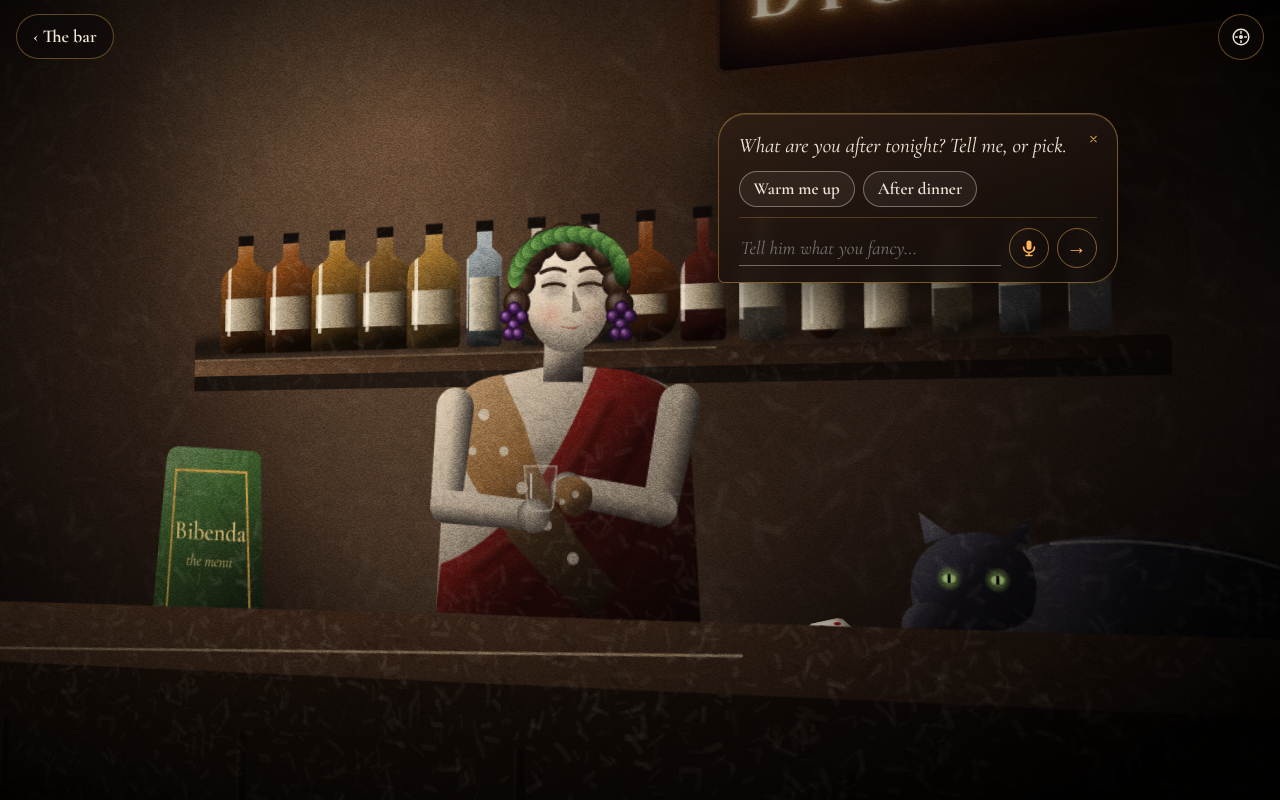 ‹ The bar
What are you after tonight? Tell me, or pick.
×
Warm me up
After dinner
Tell him what you fancy...
→
Bibenda
the menu